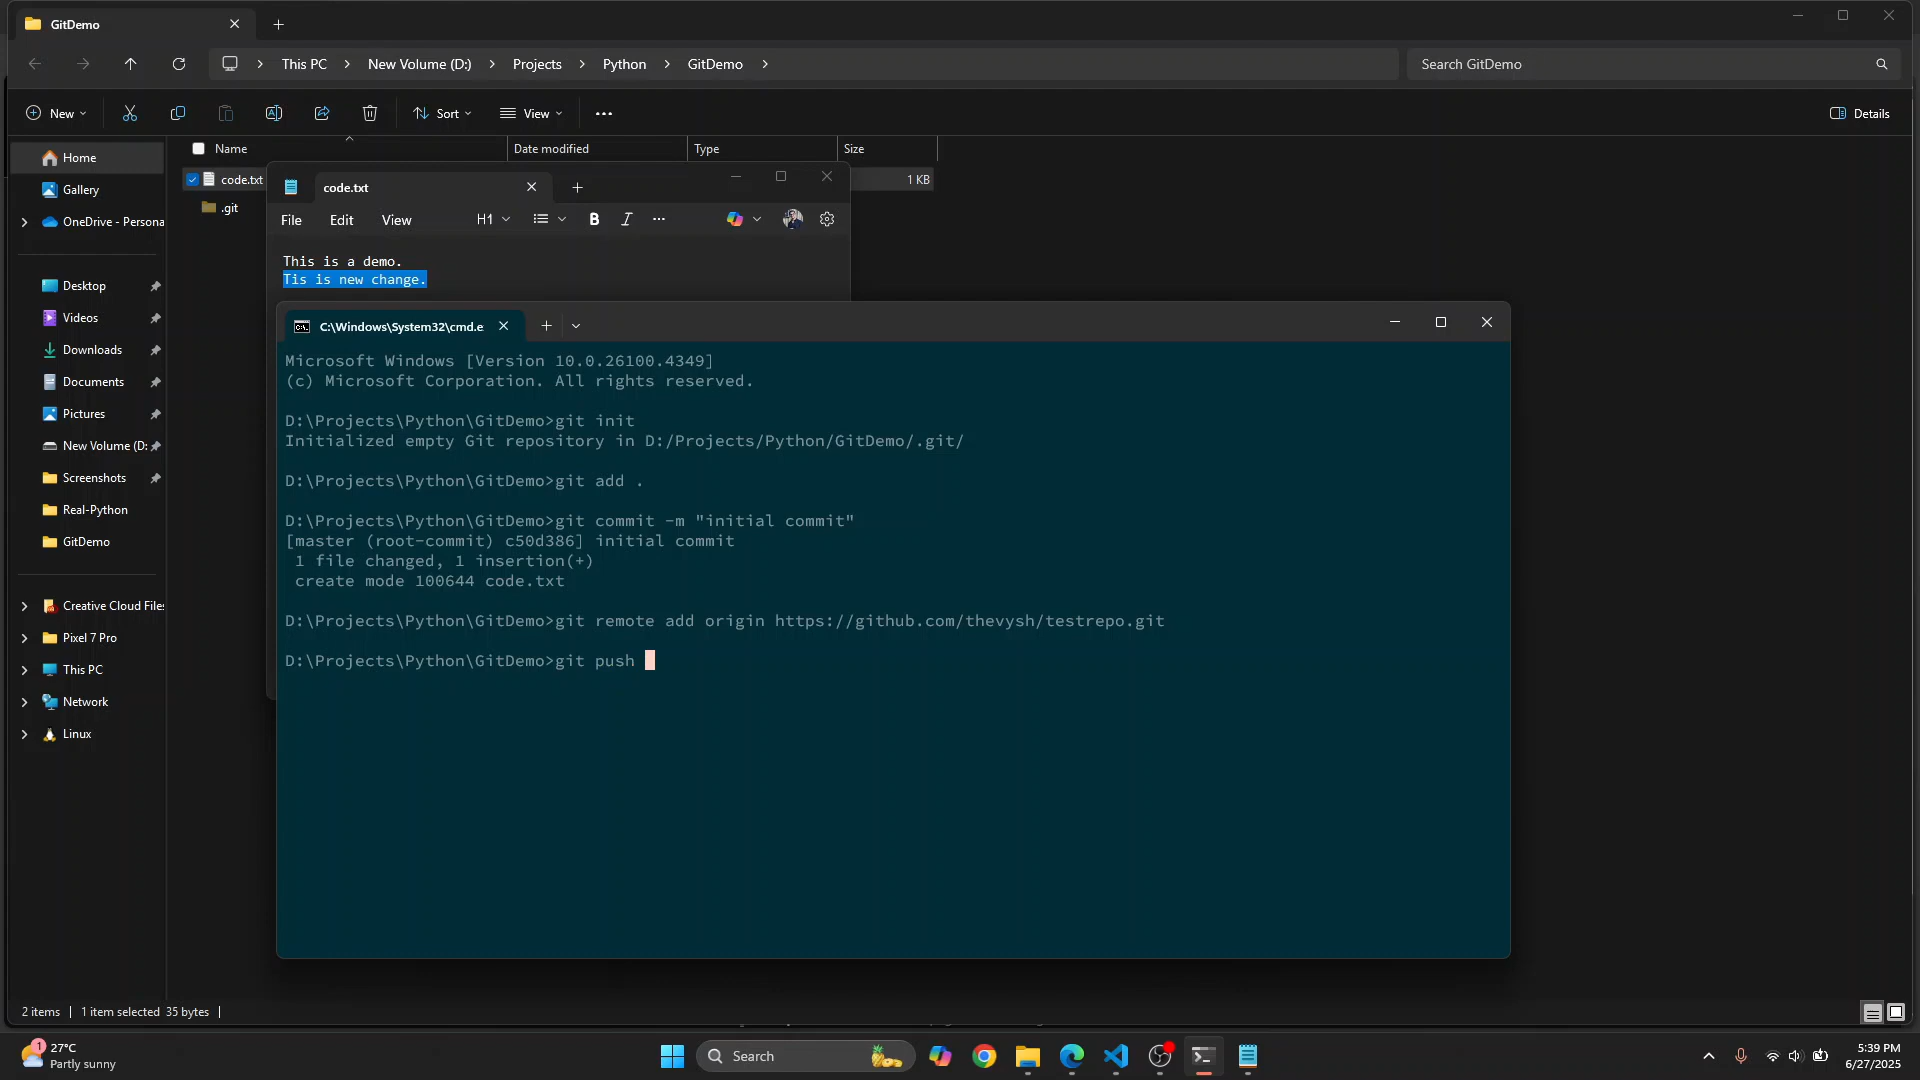 GitDemo
This PC > New Volume (D:) > Projects > Python > GitDemo >
Search GitDemo
New
Sort
View
Details
Name
Date modified
Type
Size
Home
Gallery
OneDrive - Persona
Desktop
Videos
Downloads
Documents
Pictures
New Volume (D:
Screenshots
Real-Python
GitDemo
Creative Cloud Files
Pixel 7 Pro
This PC
Network
Linux
code.txt
1 KB
.git
code.txt
File Edit View H1 B I
This is a demo.
Tis is new change.
C:\Windows\System32\cmd.e
Microsoft Windows [Version 10.0.26100.4349]
(c) Microsoft Corporation. All rights reserved.
D:\Projects\Python\GitDemo>git init
Initialized empty Git repository in D:/Projects/Python/GitDemo/.git/
D:\Projects\Python\GitDemo>git add .
D:\Projects\Python\GitDemo>git commit -m "initial commit"
[master (root-commit) c50d386] initial commit
1 file changed, 1 insertion(+)
create mode 100644 code.txt
D:\Projects\Python\GitDemo>git remote add origin https://github.com/thevysh/testrepo.git
D:\Projects\Python\GitDemo>git push
2 items
1 item selected 35 bytes
1
27°C
Partly sunny
Search
5:39 PM
6/27/2025